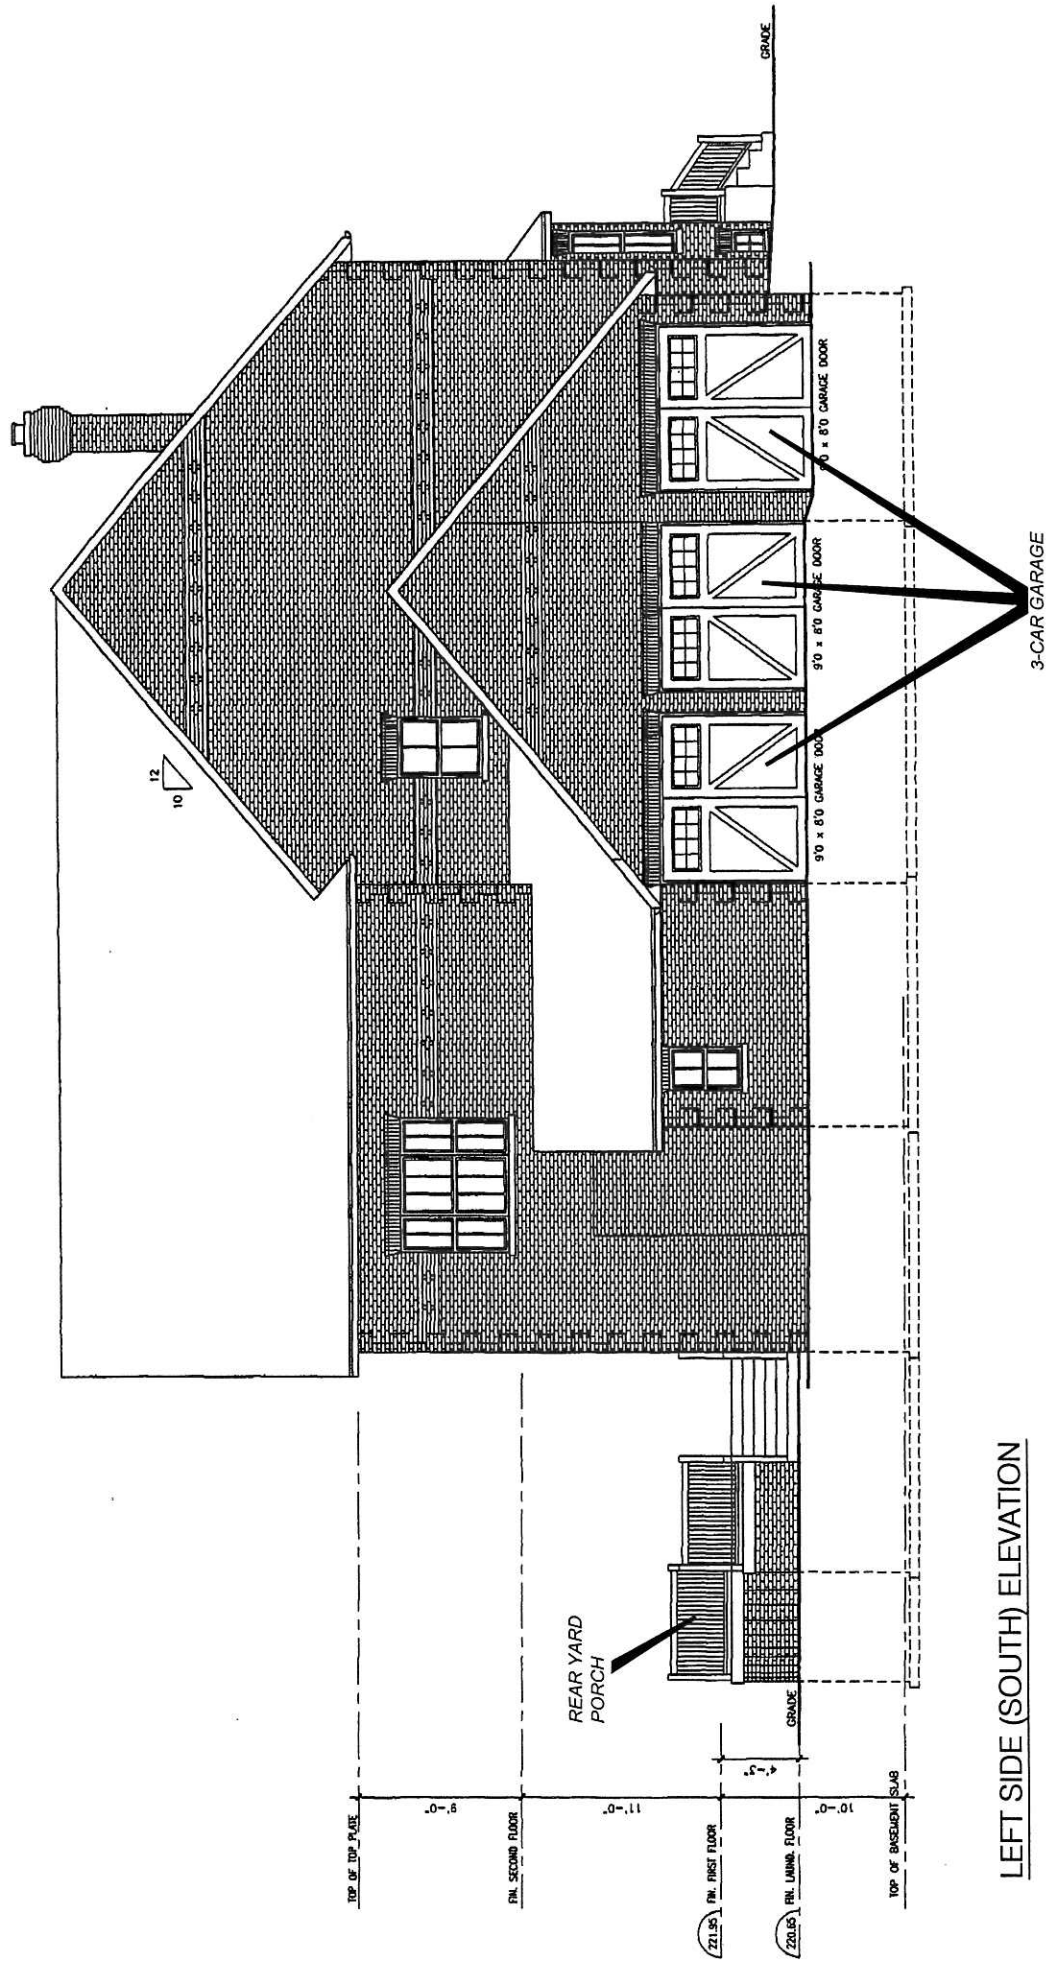 GRADE
12
10
9'0 x 8'0 GARAGE DOOR
9'0 x 8'0 GARAGE DOOR
9'0 x 8'0 GARAGE DOOR
3-CAR GARAGE
REAR YARD
PORCH
GRADE
TOP OF TOP PLATE
9'-0"
FIN. SECOND FLOOR
11'-0"
221.95 FIN. FIRST FLOOR
4'-3"
220.65 FIN. LAUND. FLOOR
10'-0"
TOP OF BASEMENT SLAB
LEFT SIDE (SOUTH) ELEVATION